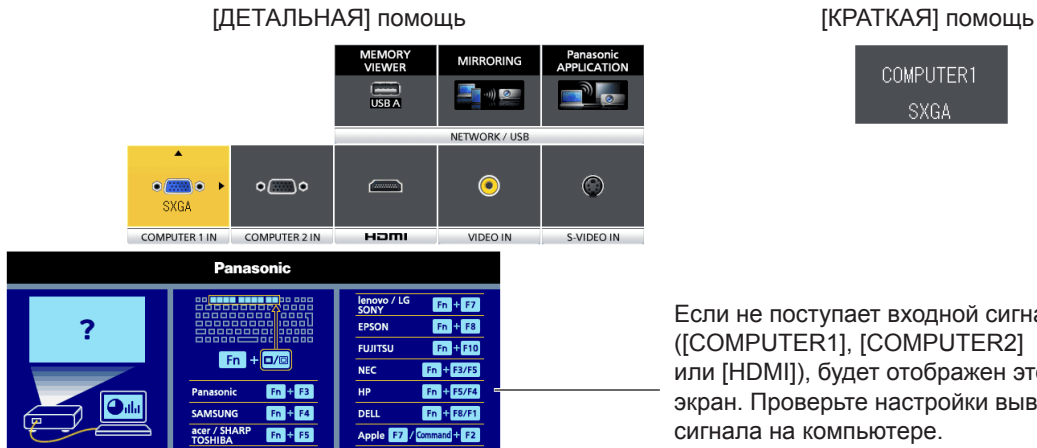 [ДЕТАЛЬНАЯ] помощь
[КРАТКАЯ] помощь
MEMORY VIEWER
MIRRORING
Panasonic APPLICATION
USB A
NETWORK / USB
COMPUTER1
SXGA
SXGA
COMPUTER 1 IN
COMPUTER 2 IN
HDMI
VIDEO IN
S-VIDEO IN
Panasonic
?
Fn +
Panasonic Fn + F3
SAMSUNG Fn + F4
acer / SHARP
TOSHIBA Fn + F5
lenovo / LG
SONY Fn + F7
EPSON Fn + F8
FUJITSU Fn + F10
NEC Fn + F3/F5
HP Fn + F5/F4
DELL Fn + F8/F1
Apple F7 / Command + F2
Если не поступает входной сигна
([COMPUTER1], [COMPUTER2]
или [HDMI]), будет отображен это
экран. Проверьте настройки выв
сигнала на компьютере.